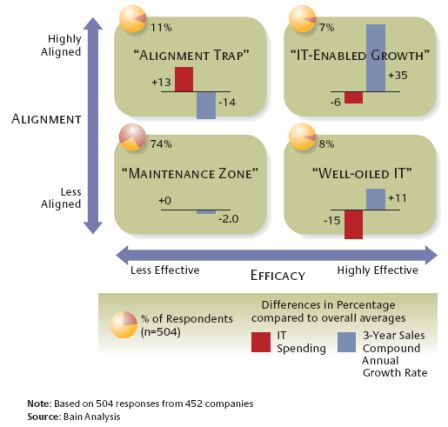 11%
7%
Highly
Aligned
"Alignment Trap"
"IT-Enabled Growth"
+13
-14
-6
+35
Alignment
74%
8%
"Maintenance Zone"
"Well-oiled IT"
+0
-2.0
-15
+11
Less
Aligned
Less Effective
Highly Effective
Efficacy
% of Respondents
(n=504)
Differences in Percentage
compared to overall averages
IT
Spending
3-Year Sales
Compound
Annual
Growth Rate
Note: Based on 504 responses from 452 companies
Source: Bain Analysis